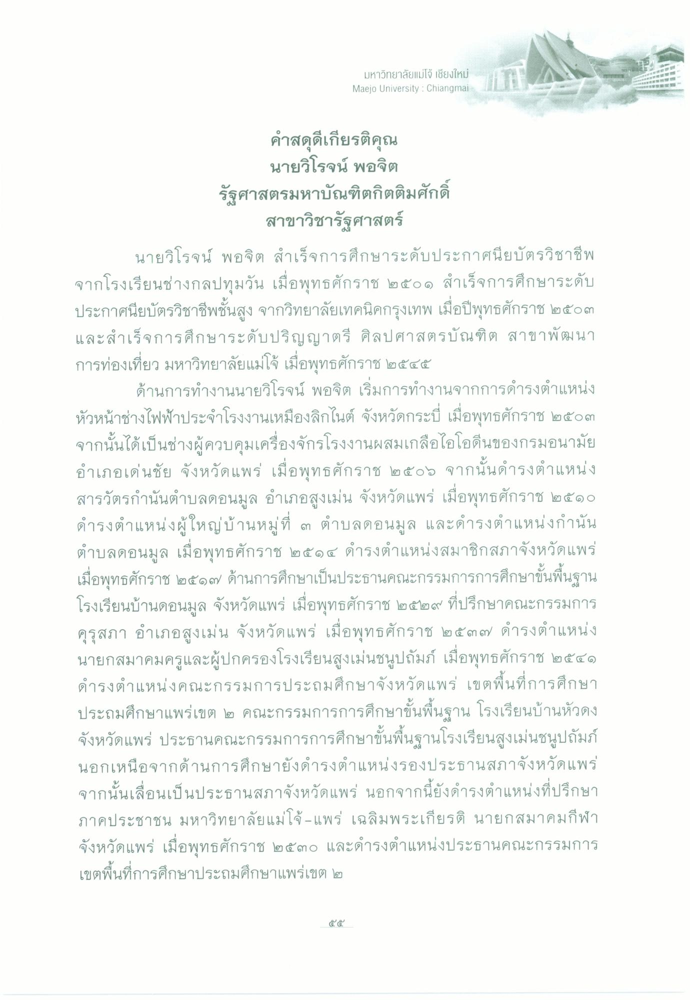 มหาวิทยาลัยแม่โจ้ เชียงใหม่
Maejo University : Chiangmai
คำสดุดีเกียรติคุณ
นายวิโรจน์ พอจิต
รัฐศาสตรมหาบัณฑิตกิตติมศักดิ์
สาขาวิชารัฐศาสตร์
นายวิโรจน์ พอจิต สำเร็จการศึกษาระดับประกาศนียบัตรวิชาชีพ
จากโรงเรียนช่างกลปทุมวัน เมื่อพุทธศักราช ๒๕๐๑ สำเร็จการศึกษาระดับ
ประกาศนียบัตรวิชาชีพชั้นสูง จากวิทยาลัยเทคนิคกรุงเทพ เมื่อปีพุทธศักราช ๒๕๐๓
และสำเร็จการศึกษาระดับปริญญาตรี ศิลปศาสตรบัณฑิต สาขาพัฒนา
การท่องเที่ยว มหาวิทยาลัยแม่โจ้ เมื่อพุทธศักราช ๒๕๔๕
ด้านการทำงานนายวิโรจน์ พอจิต เริ่มการทำงานจากการดำรงตำแหน่ง
หัวหน้าช่างไฟฟ้าประจำโรงงานเหมืองลิกไนต์ จังหวัดกระบี่ เมื่อพุทธศักราช ๒๕๐๓
จากนั้นได้เป็นช่างผู้ควบคุมเครื่องจักรโรงงานผสมเกลือไอโอดีนของกรมอนามัย
อำเภอเด่นชัย จังหวัดแพร่ เมื่อพุทธศักราช ๒๕๐๖ จากนั้นดำรงตำแหน่ง
สารวัตรกำนันตำบลดอนมูล อำเภอสูงเม่น จังหวัดแพร่ เมื่อพุทธศักราช ๒๕๑๐
ดำรงตำแหน่งผู้ใหญ่บ้านหมู่ที่ ๓ ตำบลดอนมูล และดำรงตำแหน่งกำนัน
ตำบลดอนมูล เมื่อพุทธศักราช ๒๕๑๔ ดำรงตำแหน่งสมาชิกสภาจังหวัดแพร่
เมื่อพุทธศักราช ๒๕๑๗ ด้านการศึกษาเป็นประธานคณะกรรมการการศึกษาขั้นพื้นฐาน
โรงเรียนบ้านดอนมูล จังหวัดแพร่ เมื่อพุทธศักราช ๒๕๒๙ ที่ปรึกษาคณะกรรมการ
คุรุสภา อำเภอสูงเม่น จังหวัดแพร่ เมื่อพุทธศักราช ๒๕๓๗ ดำรงตำแหน่ง
นายกสมาคมครูและผู้ปกครองโรงเรียนสูงเม่นชนูปถัมภ์ เมื่อพุทธศักราช ๒๕๔๑
ดำรงตำแหน่งคณะกรรมการประถมศึกษาจังหวัดแพร่ เขตพื้นที่การศึกษา
ประถมศึกษาแพร่เขต ๒ คณะกรรมการการศึกษาขั้นพื้นฐาน โรงเรียนบ้านหัวดง
จังหวัดแพร่ ประธานคณะกรรมการการศึกษาขั้นพื้นฐานโรงเรียนสูงเม่นชนูปถัมภ์
นอกเหนือจากด้านการศึกษายังดำรงตำแหน่งรองประธานสภาจังหวัดแพร่
จากนั้นเลื่อนเป็นประธานสภาจังหวัดแพร่ นอกจากนี้ยังดำรงตำแหน่งที่ปรึกษา
ภาคประชาชน มหาวิทยาลัยแม่โจ้-แพร่ เฉลิมพระเกียรติ นายกสมาคมกีฬา
จังหวัดแพร่ เมื่อพุทธศักราช ๒๕๓๐ และดำรงตำแหน่งประธานคณะกรรมการ
เขตพื้นที่การศึกษาประถมศึกษาแพร่เขต ๒
๕๕